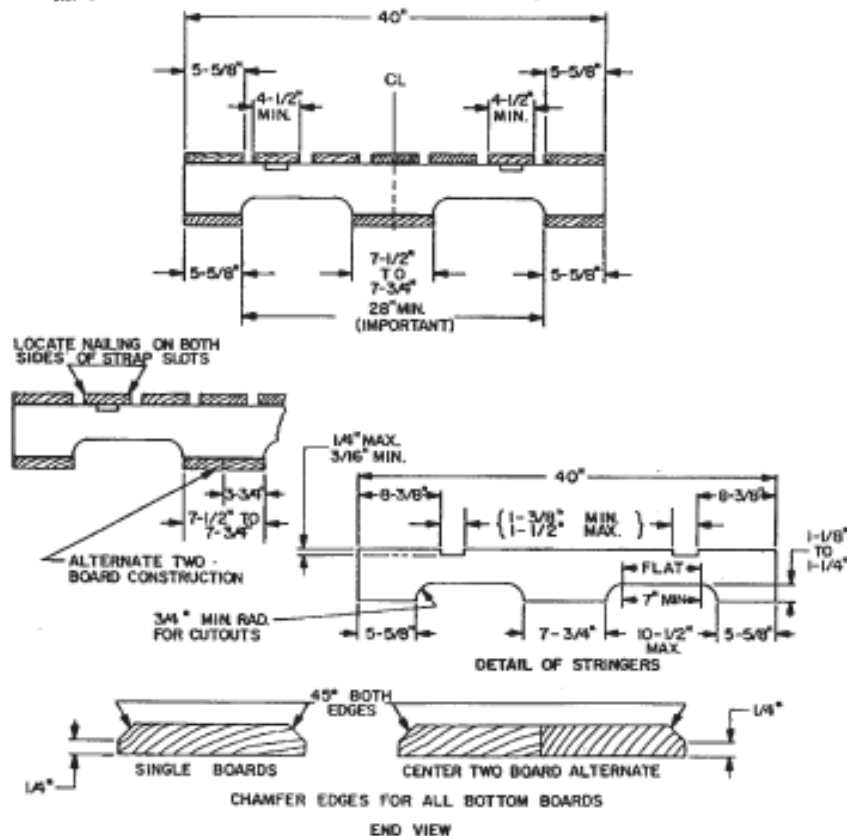 40"
5-5/8"
5-5/8"
CL
4-1/2"
MIN.
4-1/2"
MIN.
5-5/8"
7-1/2"
TO
7-3/4"
5-5/8"
28" MIN.
(IMPORTANT)
LOCATE NAILING ON BOTH
SIDES OF STRAP SLOTS
1/4" MAX.
3/16" MIN.
3-3/4"
7-1/2" TO
7-3/4"
ALTERNATE TWO-
BOARD CONSTRUCTION
40"
8-3/8"
8-3/8"
(1-3/8" MIN.
1-1/2" MAX.)
1-1/8"
TO
1-1/4"
FLAT
7" MIN
3/4" MIN. RAD.
FOR CUTOUTS
5-5/8"
7-3/4"
10-1/2"
MAX.
5-5/8"
DETAIL OF STRINGERS
45° BOTH
EDGES
1/4"
1/4"
SINGLE BOARDS
CENTER TWO BOARD ALTERNATE
CHAMFER EDGES FOR ALL BOTTOM BOARDS
END VIEW